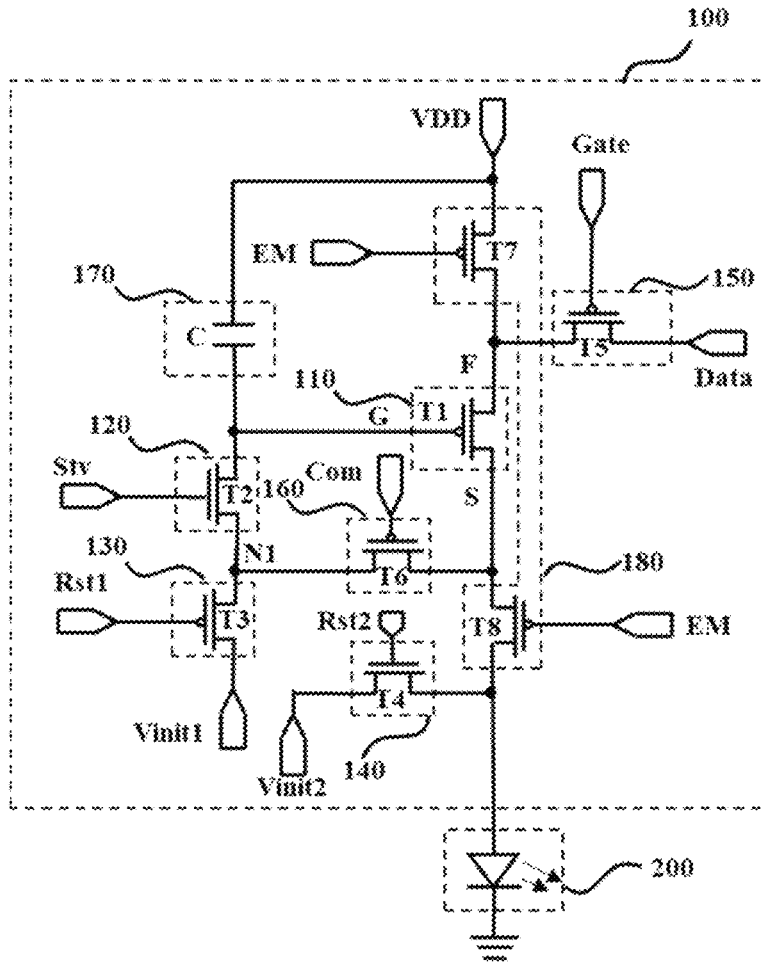 100
VDD
Gate
EM
T7
170
150
C
T5
F
Data
110
T1
G
120
Stv
Com
T2
160
S
N1
130
T6
180
Rst1
T3
Rst2
T8
EM
T4
Vinit1
140
Vinit2
200